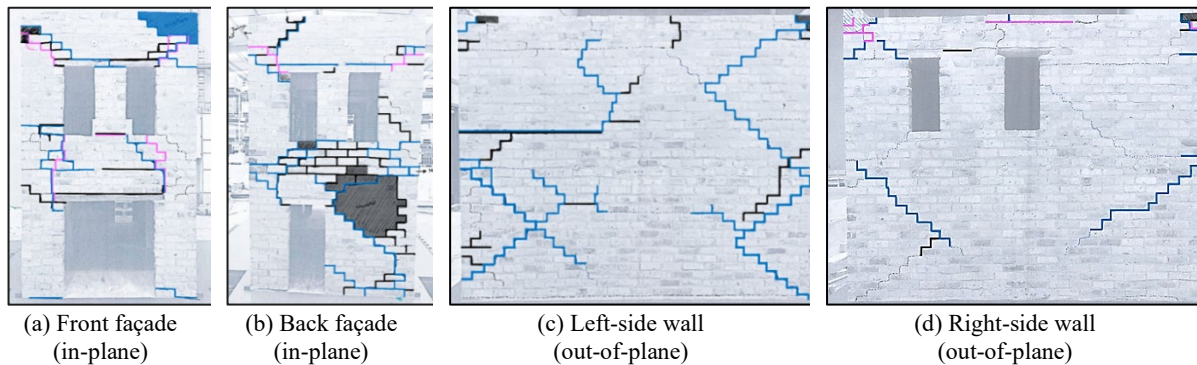 (a) Front façade
(in-plane)
(b) Back façade
(in-plane)
(c) Left-side wall
(out-of-plane)
(d) Right-side wall
(out-of-plane)